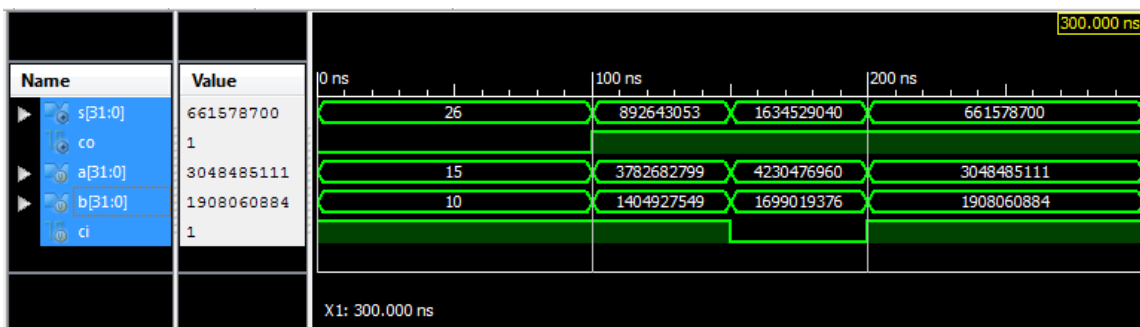 300.000 ns
Name Value 0 ns 100 ns 200 ns
s[31:0] 661578700 26 892643053 1634529040 661578700
co 1
a[31:0] 3048485111 15 3782682799 4230476960 3048485111
b[31:0] 1908060884 10 1404927549 1699019376 1908060884
ci 1
X1: 300.000 ns